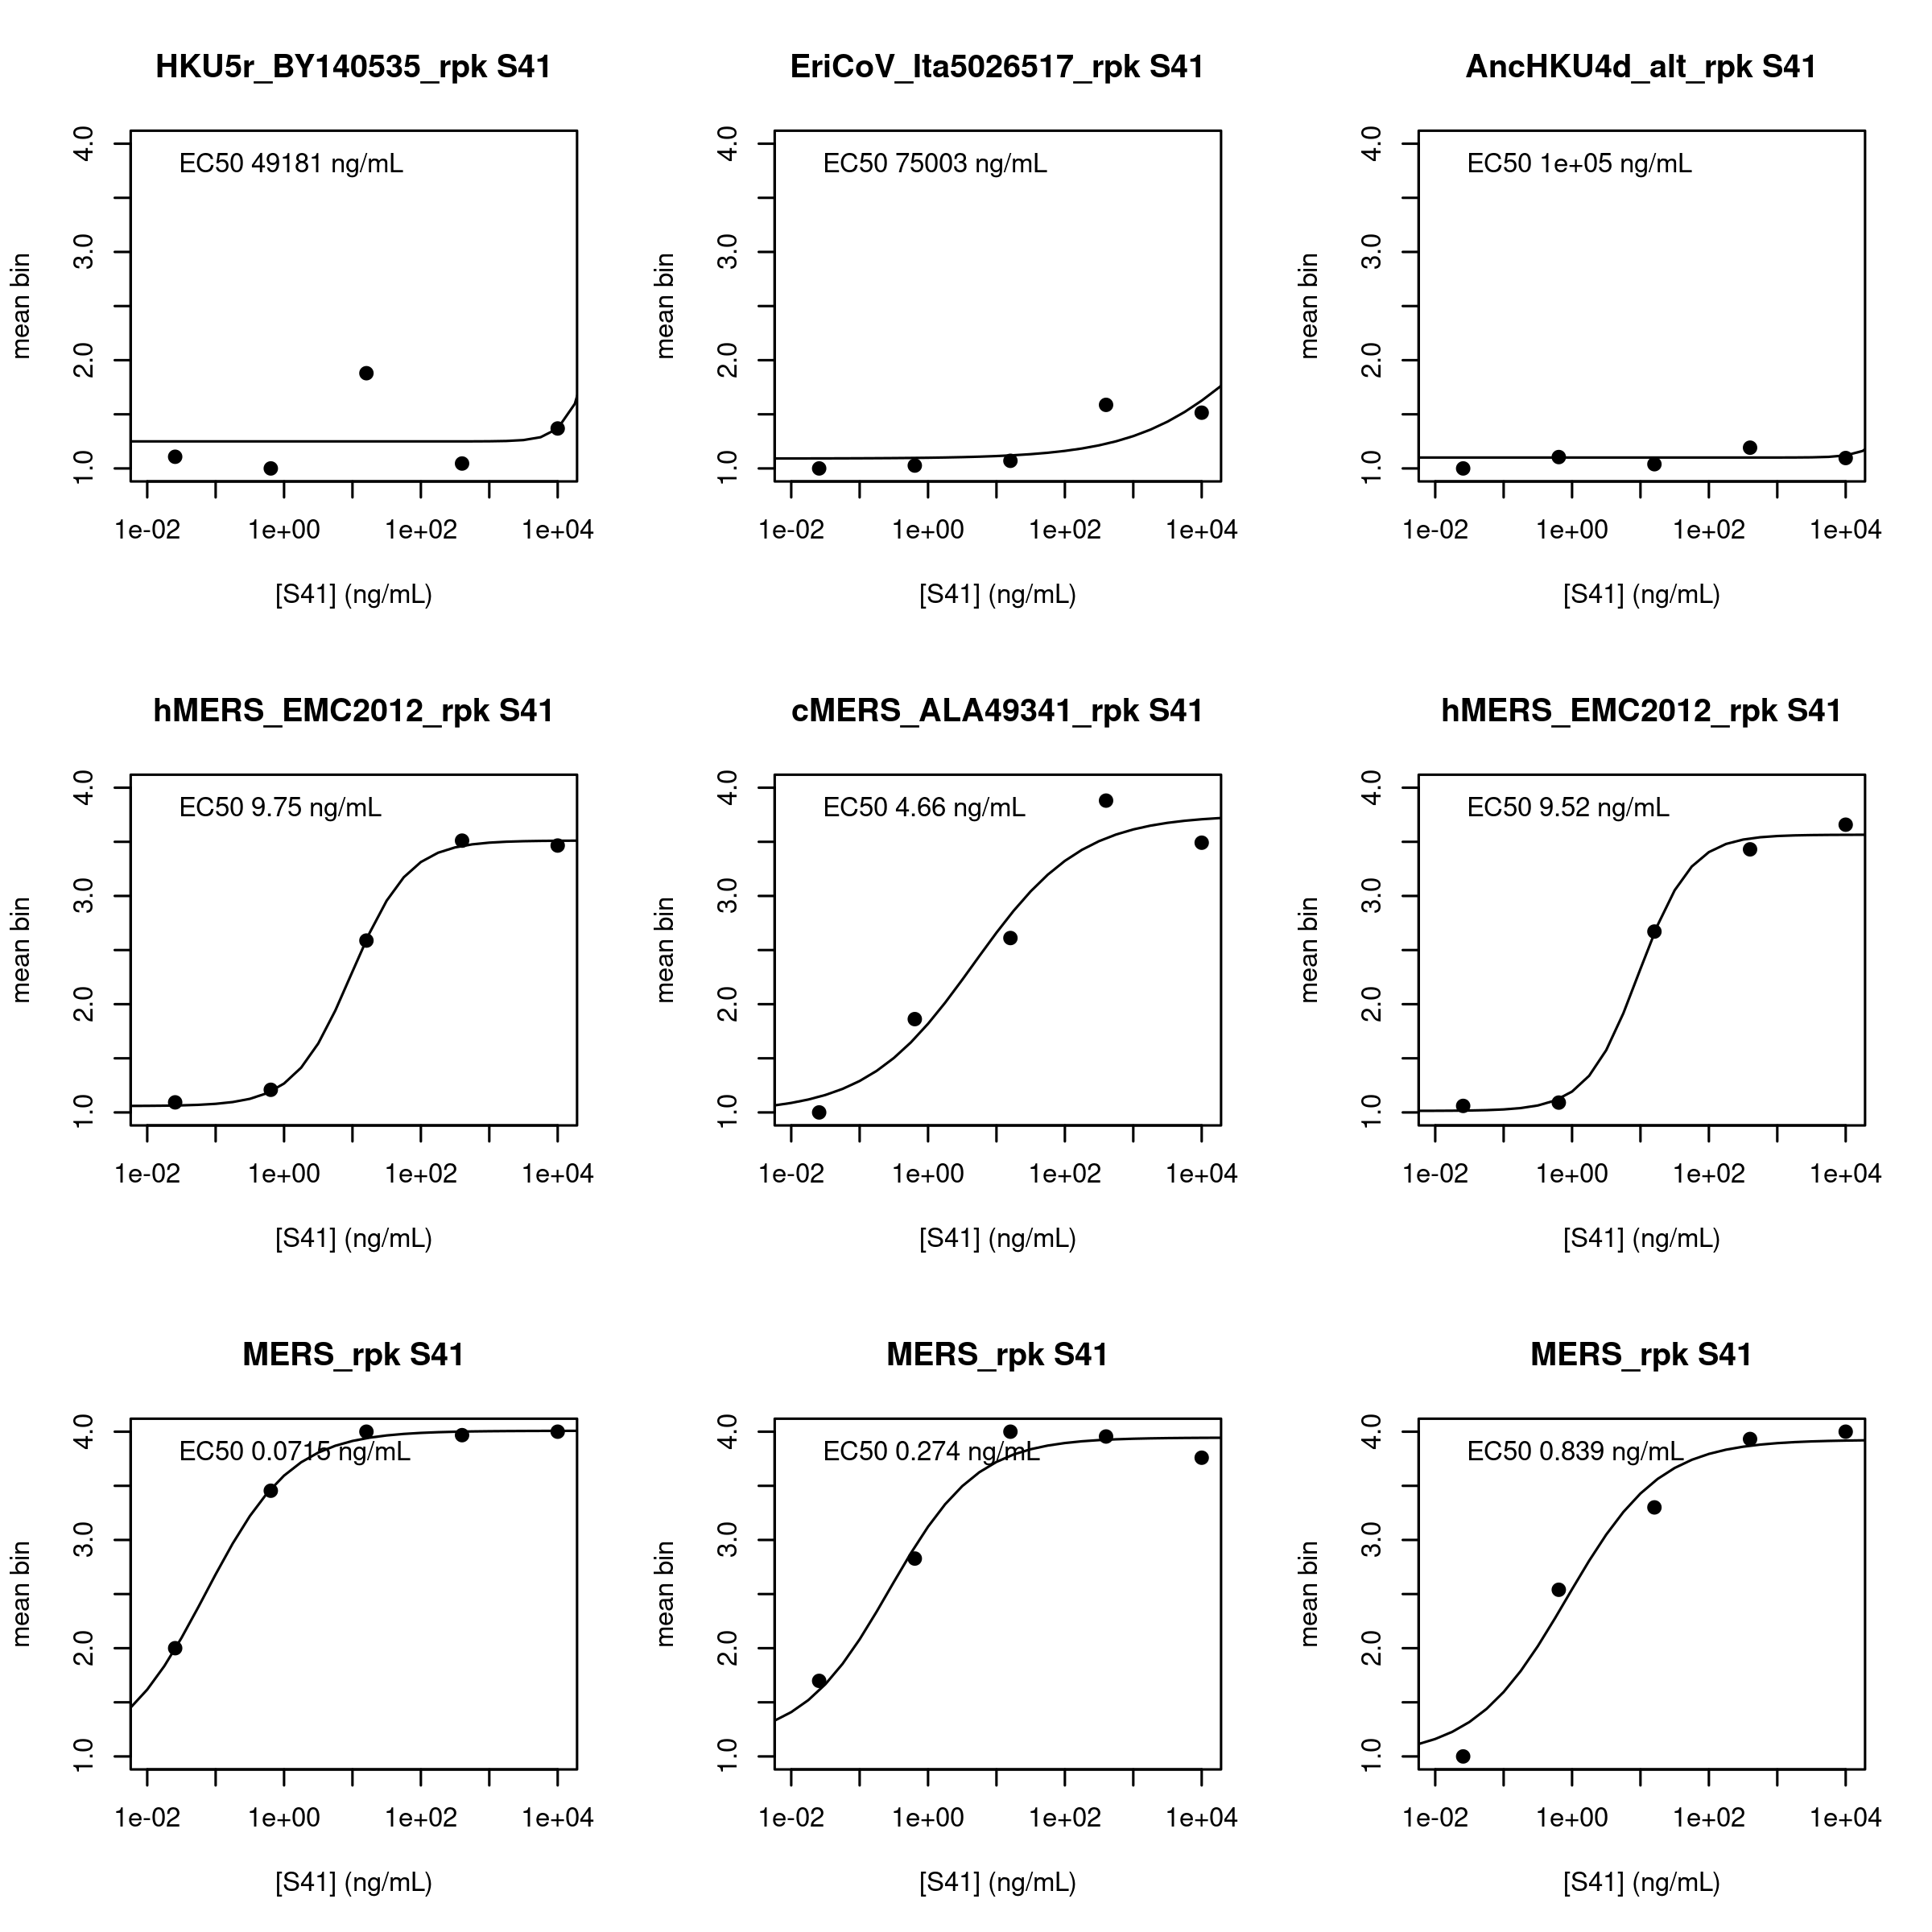 HKU5r_BY140535_rpk S41
EC50 49181 ng/mL
mean bin
1.0 2.0 3.0 4.0
1e-02 1e+00 1e+02 1e+04
[S41] (ng/mL)
EriCoV_Ita5026517_rpk S41
EC50 75003 ng/mL
mean bin
1.0 2.0 3.0 4.0
1e-02 1e+00 1e+02 1e+04
[S41] (ng/mL)
AncHKU4d_alt_rpk S41
EC50 1e+05 ng/mL
mean bin
1.0 2.0 3.0 4.0
1e-02 1e+00 1e+02 1e+04
[S41] (ng/mL)
hMERS_EMC2012_rpk S41
EC50 9.75 ng/mL
mean bin
1.0 2.0 3.0 4.0
1e-02 1e+00 1e+02 1e+04
[S41] (ng/mL)
cMERS_ALA49341_rpk S41
EC50 4.66 ng/mL
mean bin
1.0 2.0 3.0 4.0
1e-02 1e+00 1e+02 1e+04
[S41] (ng/mL)
hMERS_EMC2012_rpk S41
EC50 9.52 ng/mL
mean bin
1.0 2.0 3.0 4.0
1e-02 1e+00 1e+02 1e+04
[S41] (ng/mL)
MERS_rpk S41
EC50 0.0715 ng/mL
mean bin
1.0 2.0 3.0 4.0
1e-02 1e+00 1e+02 1e+04
[S41] (ng/mL)
MERS_rpk S41
EC50 0.274 ng/mL
mean bin
1.0 2.0 3.0 4.0
1e-02 1e+00 1e+02 1e+04
[S41] (ng/mL)
MERS_rpk S41
EC50 0.839 ng/mL
mean bin
1.0 2.0 3.0 4.0
1e-02 1e+00 1e+02 1e+04
[S41] (ng/mL)